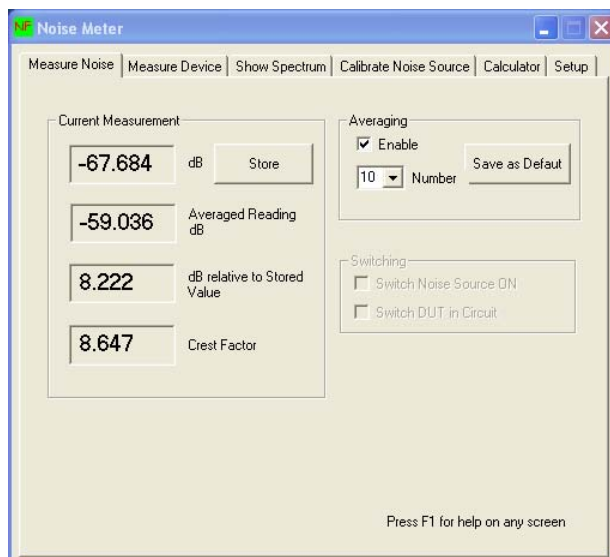 NF Noise Meter
Measure Noise Measure Device Show Spectrum Calibrate Noise Source Calculator Setup
Current Measurement
-67.684 dB Store
-59.036 Averaged Reading
dB
8.222 dB relative to Stored
Value
8.647 Crest Factor
Averaging
Enable
10 Number
Save as Defaut
Switching
Switch Noise Source ON
Switch DUT in Circuit
Press F1 for help on any screen